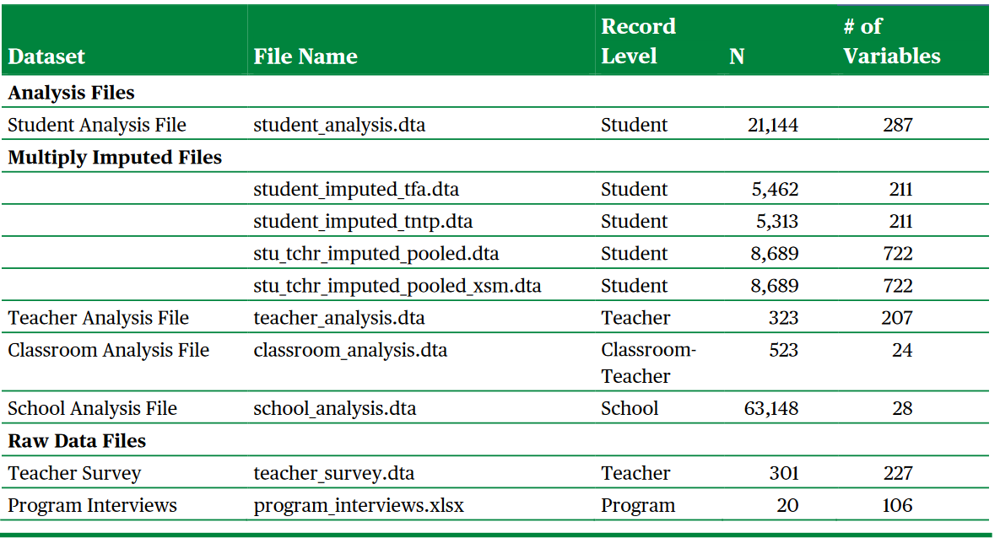 Dataset File Name Record Level N # of Variables
Analysis Files
Student Analysis File student_analysis.dta Student 21,144 287
Multiply Imputed Files
student_imputed_tfa.dta Student 5,462 211
student_imputed_tntp.dta Student 5,313 211
stu_tchr_imputed_pooled.dta Student 8,689 722
stu_tchr_imputed_pooled_xsm.dta Student 8,689 722
Teacher Analysis File teacher_analysis.dta Teacher 323 207
Classroom Analysis File classroom_analysis.dta Classroom- 523 24
Teacher
School Analysis File school_analysis.dta School 63,148 28
Raw Data Files
Teacher Survey teacher_survey.dta Teacher 301 227
Program Interviews program_interviews.xlsx Program 20 106